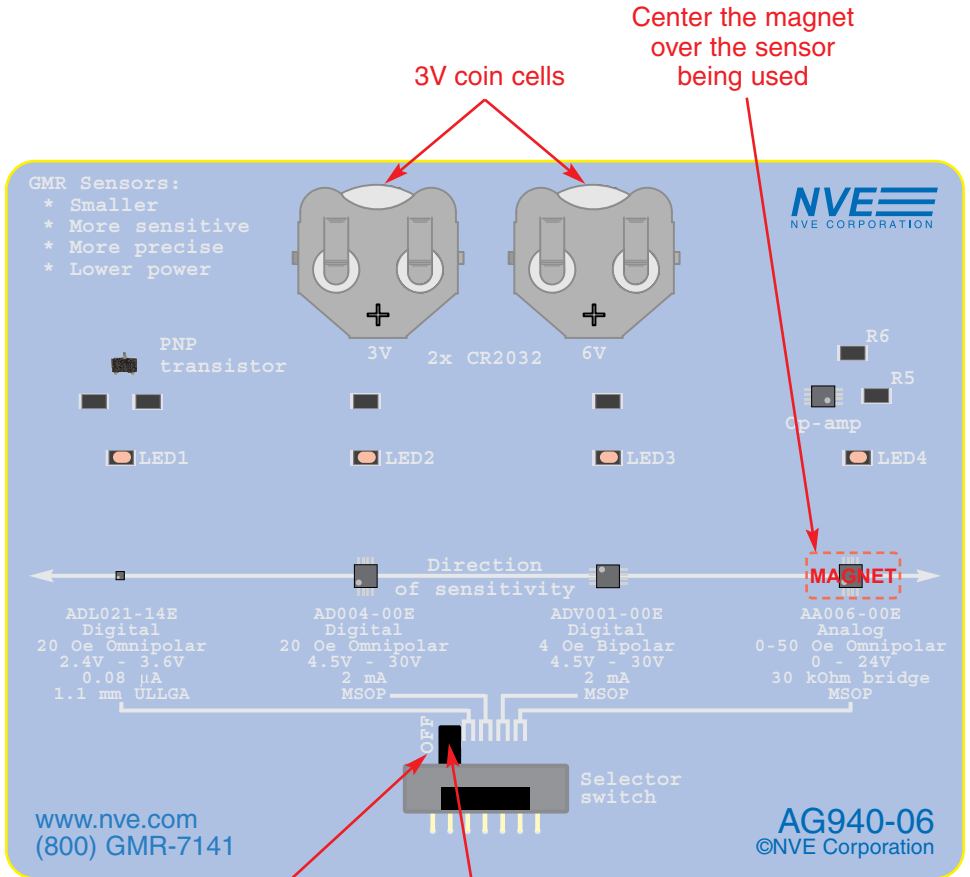 Center the magnet
over the sensor
being used
3V coin cells
GMR Sensors:
* Smaller
* More sensitive
* More precise
* Lower power
NVE
NVE CORPORATION
+
+
3V
2x CR2032
6V
PNP
transistor
R6
R5
Op-amp
LED1
LED2
LED3
LED4
Direction
of sensitivity
MAGNET
ADL021-14E
Digital
20 Oe Omnipolar
2.4V - 3.6V
0.08 μA
1.1 mm ULLGA
AD004-00E
Digital
20 Oe Omnipolar
4.5V - 30V
2 mA
MSOP
ADV001-00E
Digital
4 Oe Bipolar
4.5V - 30V
2 mA
MSOP
AA006-00E
Analog
0-50 Oe Omnipolar
0 - 24V
30 kOhm bridge
MSOP
OFF
Selector
switch
www.nve.com
(800) GMR-7141
AG940-06
©NVE Corporation